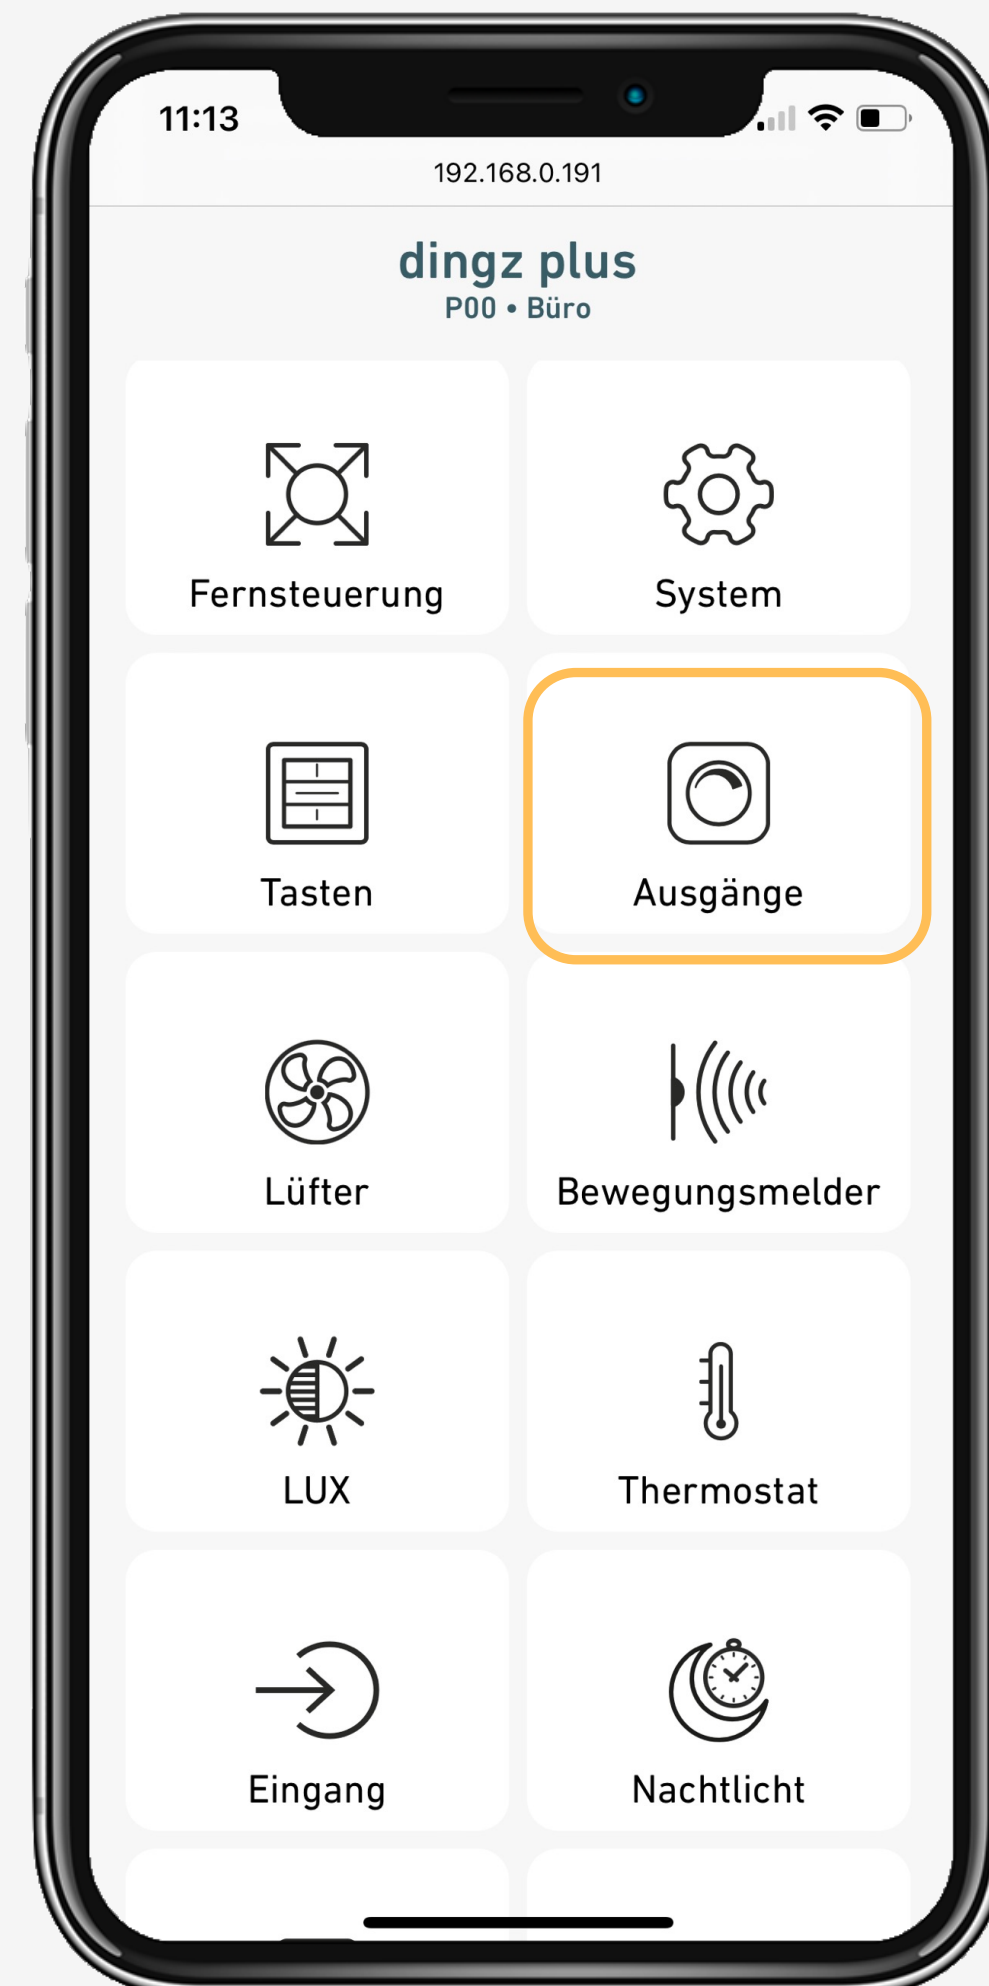 11:13
192.168.0.191
dingz plus
P00 • Büro
Fernsteuerung
System
Tasten
Ausgänge
Lüfter
Bewegungsmelder
LUX
Thermostat
Eingang
Nachtlicht